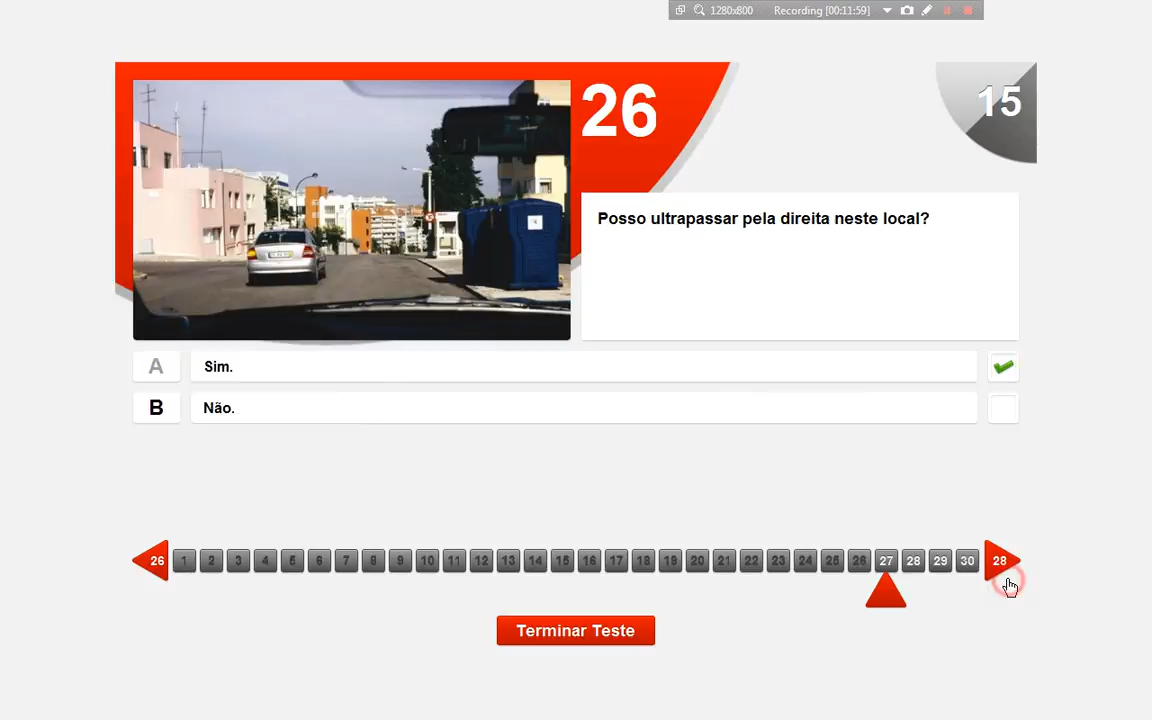 1280x800 Recording [00:11:59]
26
15
Posso ultrapassar pela direita neste local?
A Sim.
B Não.
26 1 2 3 4 5 6 7 8 9 10 11 12 13 14 15 16 17 18 19 20 21 22 23 24 25 26 27 28 29 30 28
Terminar Teste